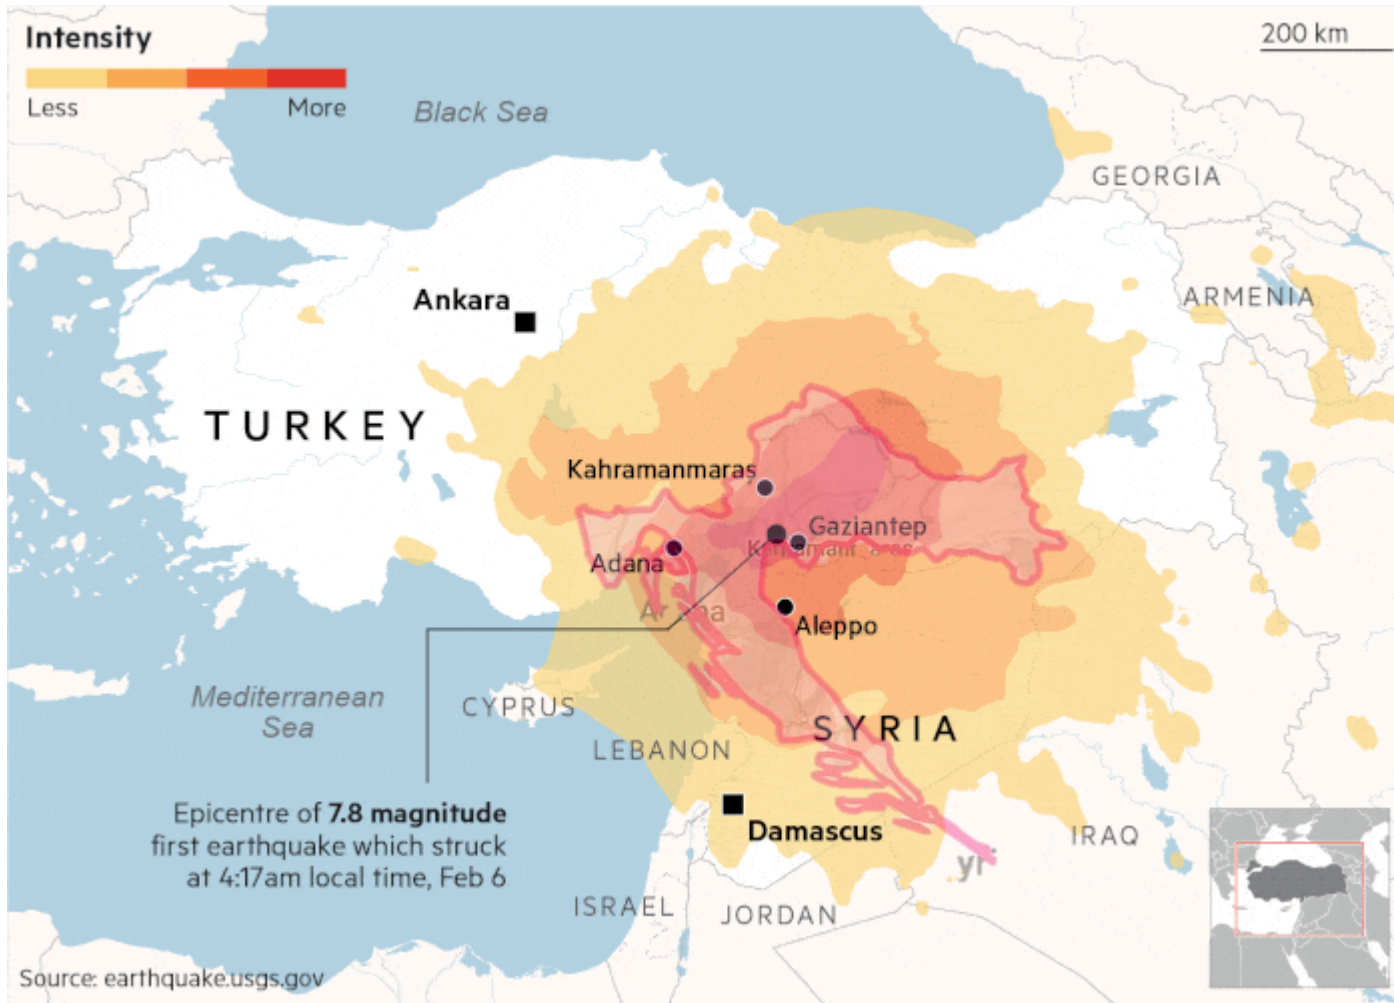 Intensity
Less
More
200 km
Black Sea
GEORGIA
ARMENIA
Ankara
TURKEY
Kahramanmaraş
Gaziantep
Adana
Aleppo
Mediterranean
Sea
CYPRUS
SYRIA
LEBANON
Epicentre of 7.8 magnitude
first earthquake which struck
at 4:17am local time, Feb 6
Damascus
IRAQ
ISRAEL
JORDAN
Source: earthquake.usgs.gov